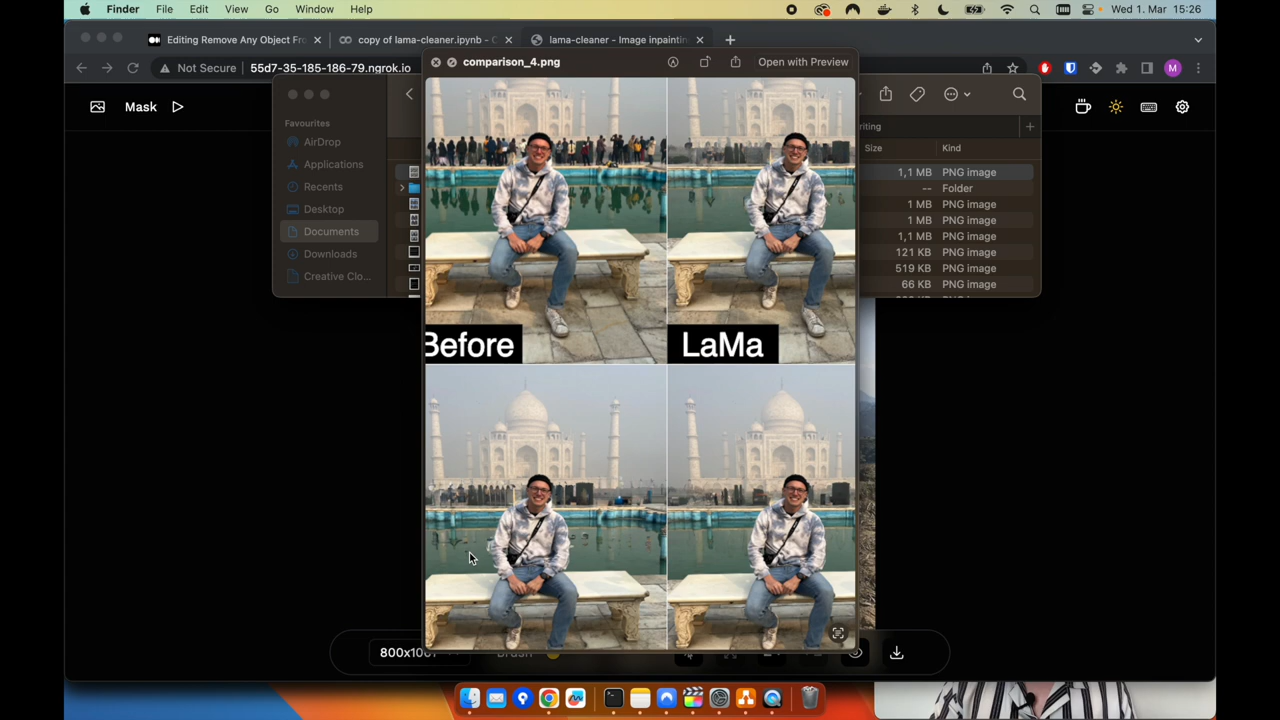 Finder File Edit View Go Window Help
Wed 1. Mar 15:26
Editing Remove Any Object Fr
copy of lama-cleaner.ipynb - C
lama-cleaner - Image inpaintin
Not Secure
55d7-35-185-186-79.ngrok.io
M
comparison_4.png
Open with Preview
Mask
Favourites
AirDrop
Applications
Recents
Desktop
Documents
Downloads
Creative Clo...
riting
Size Kind
1,1 MB PNG image
-- Folder
1 MB PNG image
1 MB PNG image
1,1 MB PNG image
121 KB PNG image
519 KB PNG image
66 KB PNG image
Before
LaMa